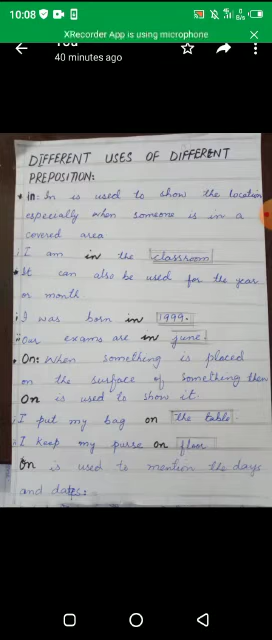 10:08
XRecorder App is using microphone
You
40 minutes ago
DIFFERENT USES OF DIFFERENT
PREPOSITION:
• in: In is used to show the location
especially when someone is in a
covered area
i I am in the classroom
• It can also be used for the year
or month
i I was born in 1999.
ii Our exams are in june.
• On: When something is placed
on the surface of something then
On is used to show it.
i I put my bag on the table.
ii I keep my purse on floor
On is used to mention the days
and dates: